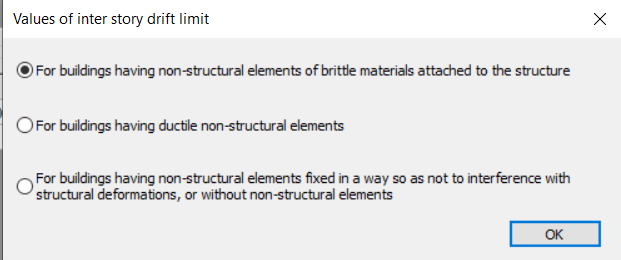 Values of inter story drift limit
For buildings having non-structural elements of brittle materials attached to the structure
For buildings having ductile non-structural elements
For buildings having non-structural elements fixed in a way so as not to interference with
structural deformations, or without non-structural elements
OK